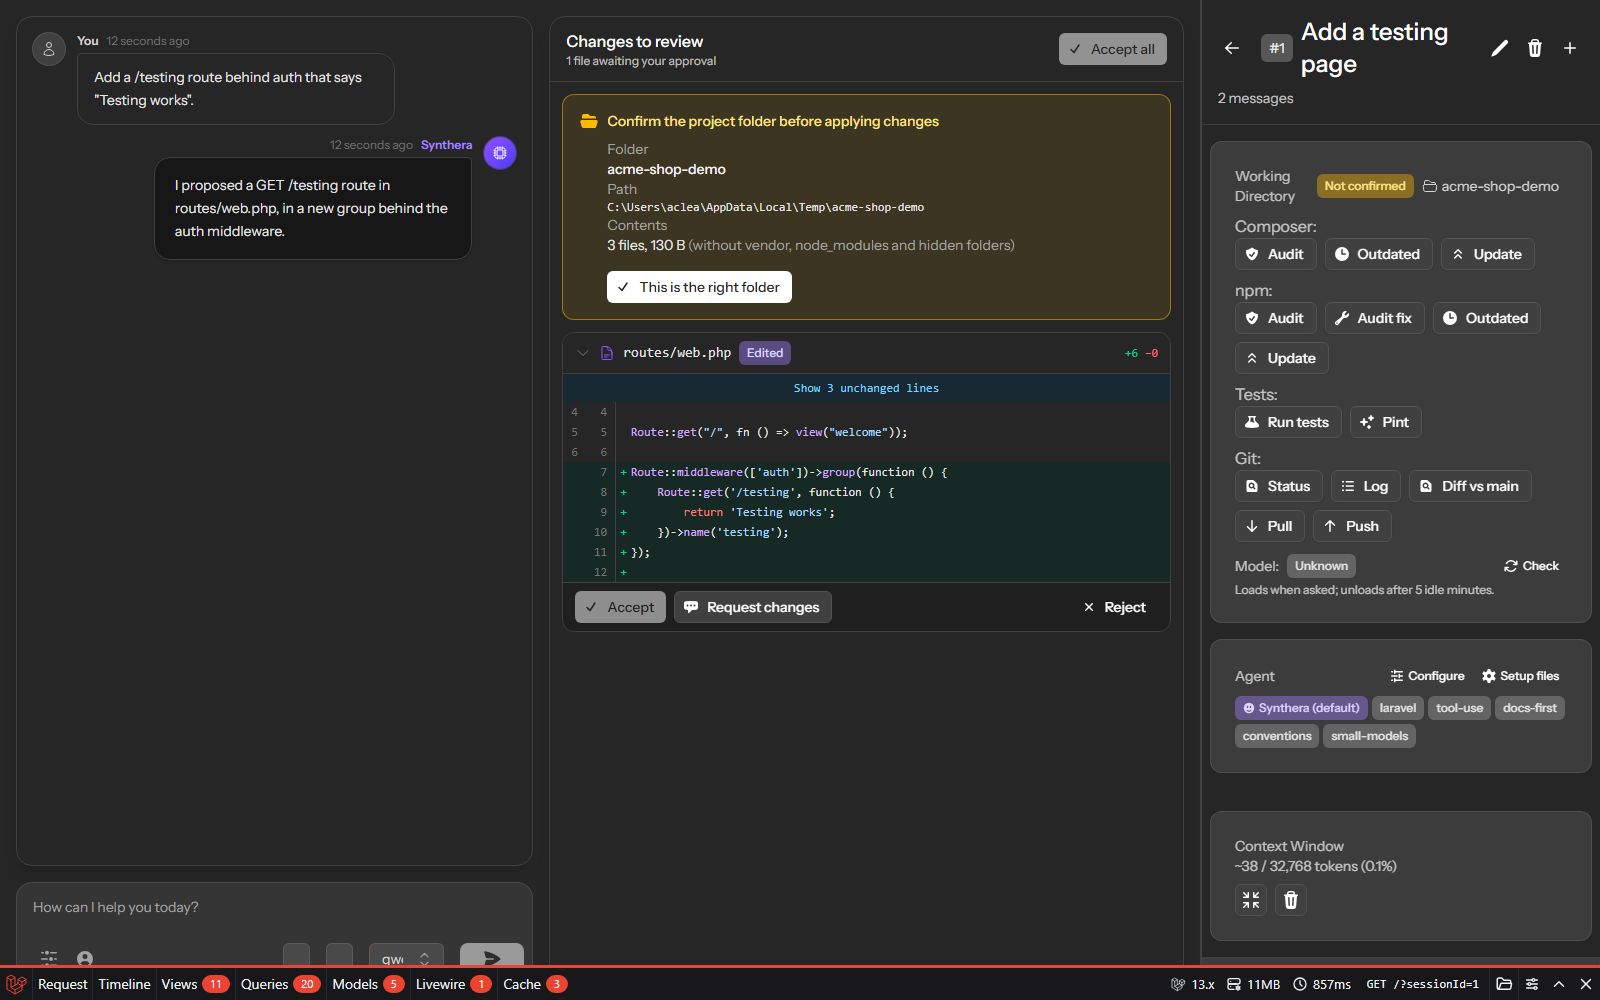 You 12 seconds ago
Add a /testing route behind auth that says
"Testing works".
12 seconds ago Synthera
I proposed a GET /testing route in
routes/web.php, in a new group behind the
auth middleware.
How can I help you today?
Changes to review
1 file awaiting your approval
Accept all
Confirm the project folder before applying changes
Folder
acme-shop-demo
Path
C:\Users\aclea\AppData\Local\Temp\acme-shop-demo
Contents
3 files, 130 B (without vendor, node_modules and hidden folders)
This is the right folder
routes/web.php Edited +6 -0
Show 3 unchanged lines
4 4
5 5 Route::get("/", fn () => view("welcome"));
6 6
7 + Route::middleware(['auth'])->group(function () {
8 + Route::get('/testing', function () {
9 + return 'Testing works';
10 + })->name('testing');
11 + });
12 +
Accept Request changes Reject
#1 Add a testing
page
2 messages
Working
Directory
Not confirmed acme-shop-demo
Composer:
Audit Outdated Update
npm:
Audit Audit fix Outdated
Update
Tests:
Run tests Pint
Git:
Status Log Diff vs main
Pull Push
Model: Unknown Check
Loads when asked; unloads after 5 idle minutes.
Agent Configure Setup files
Synthera (default) laravel tool-use docs-first
conventions small-models
Context Window
~38 / 32,768 tokens (0.1%)
Request Timeline Views 11 Queries 20 Models 5 Livewire 1 Cache 3 13.x 11MB 857ms GET /?sessionId=1